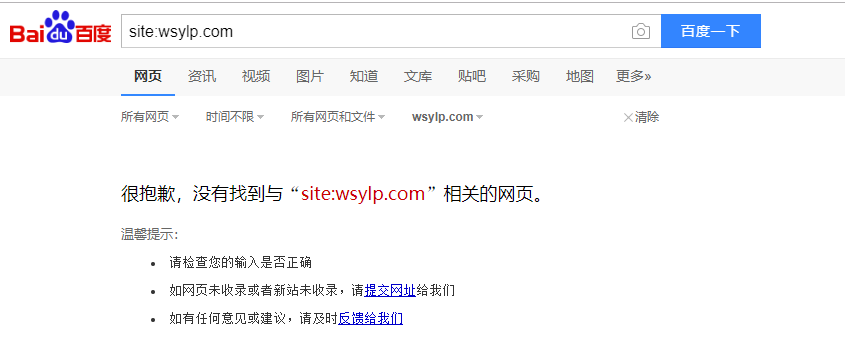 Bai du 百度 site:wsylp.com 百度一下
网页 资讯 视频 图片 知道 文库 贴吧 采购 地图 更多»
所有网页 时间不限 所有网页和文件 wsylp.com 清除
很抱歉，没有找到与“site:wsylp.com”相关的网页。
温馨提示：
请检查您的输入是否正确
如网页未收录或者新站未收录，请提交网址给我们
如有任何意见或建议，请及时反馈给我们